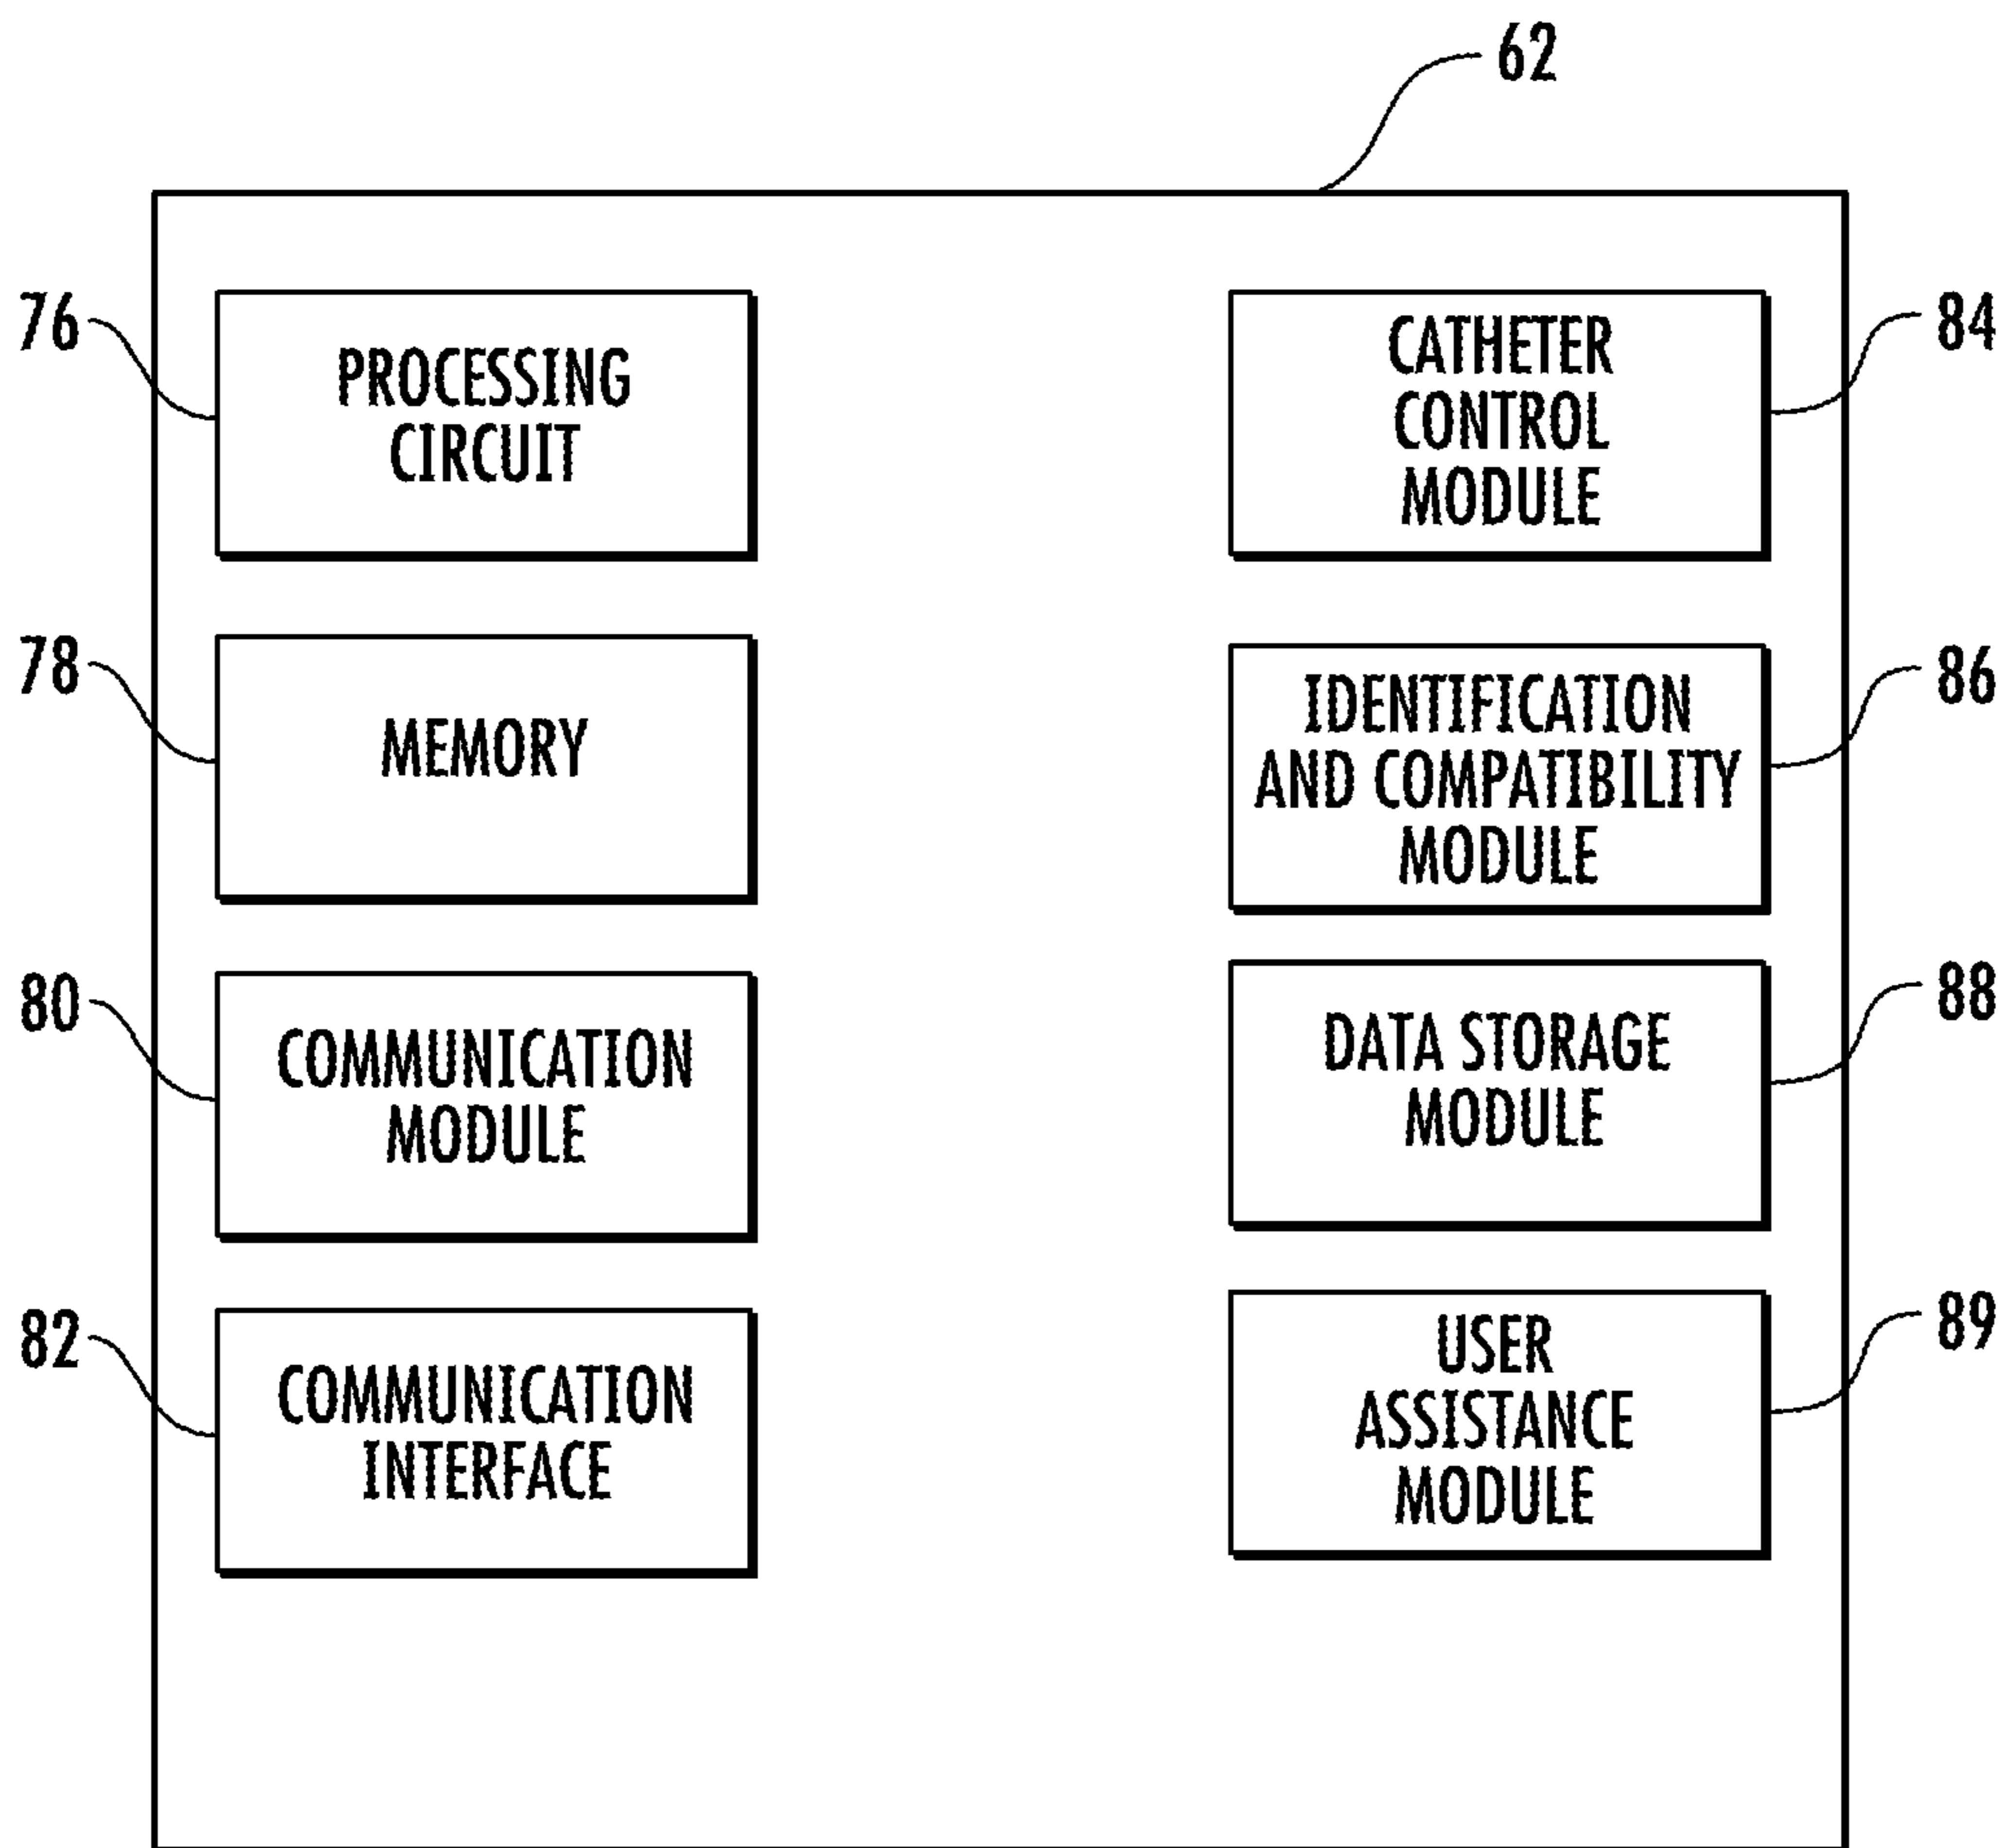 62
76
PROCESSING
CIRCUIT
78
MEMORY
80
COMMUNICATION
MODULE
82
COMMUNICATION
INTERFACE
84
CATHETER
CONTROL
MODULE
86
IDENTIFICATION
AND COMPATIBILITY
MODULE
88
DATA STORAGE
MODULE
89
USER
ASSISTANCE
MODULE